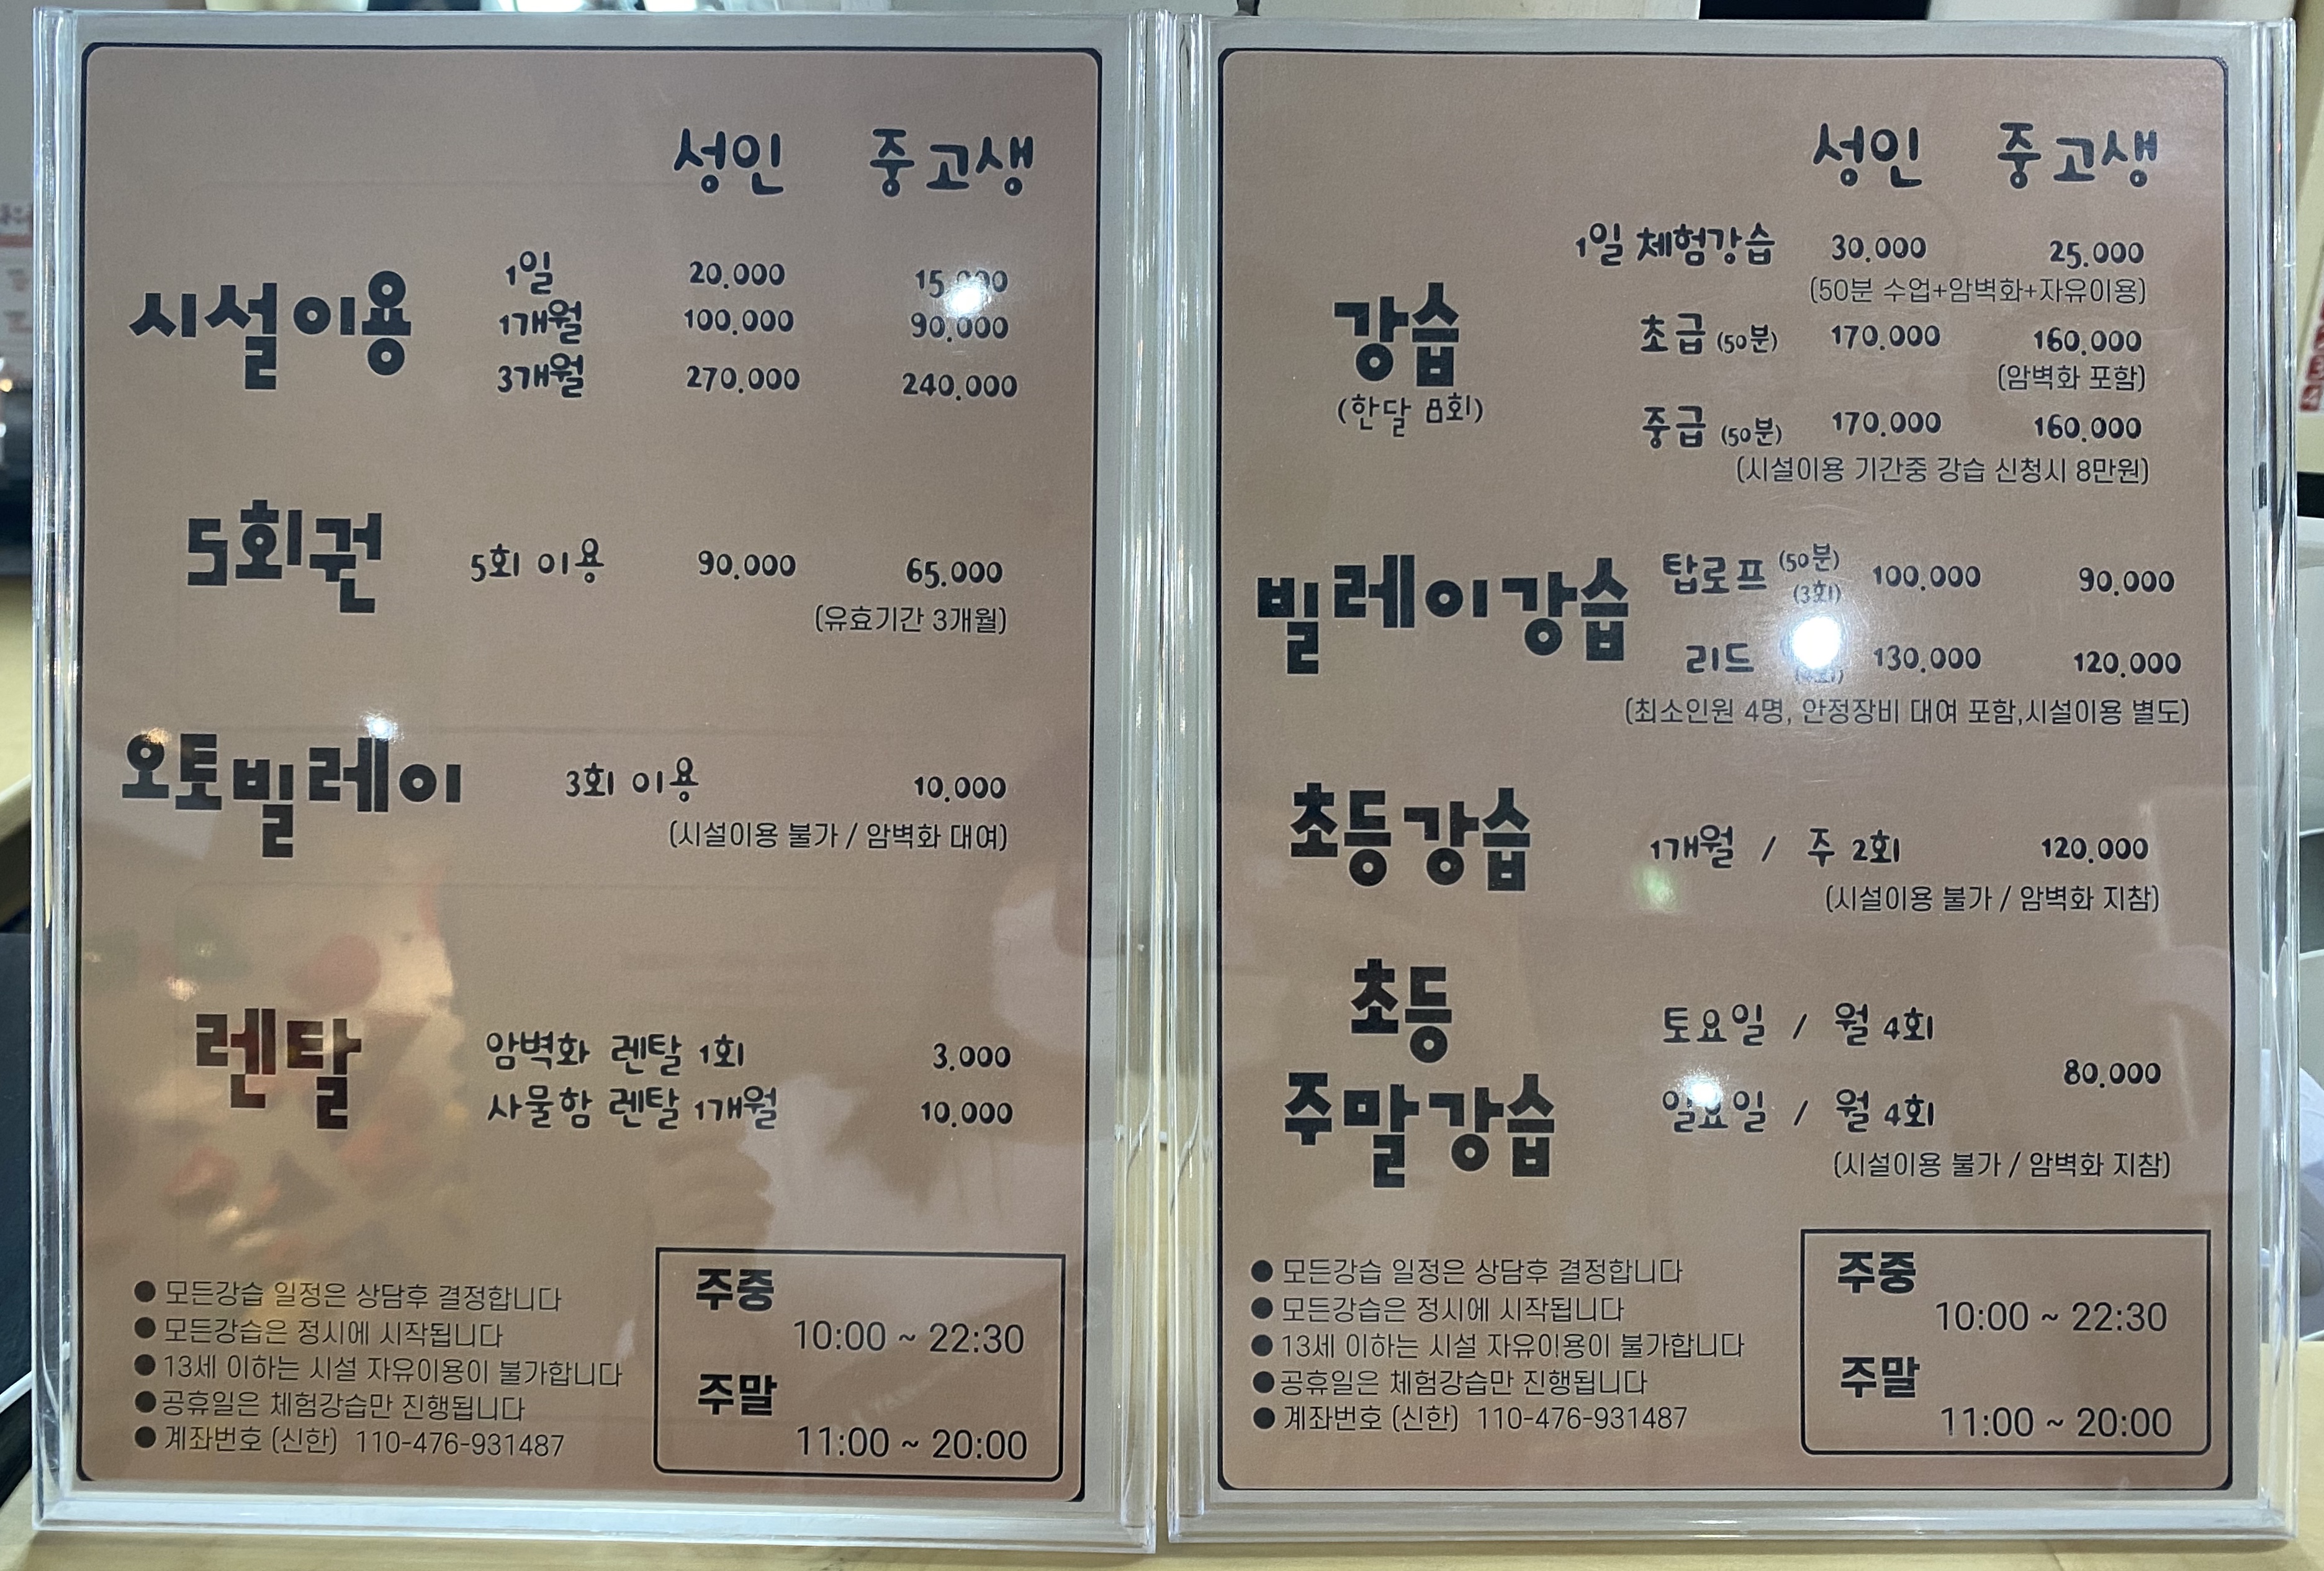 성인 중고생
시설이용
1일 20,000
1개월 100,000 90,000
3개월 270,000 240,000
5회권 5회 이용 90,000 65,000
(유효기간 3개월)
오토빌레이 3회 이용 10,000
(시설이용 불가 / 암벽화 대여)
렌탈
암벽화 렌탈 1회 3,000
사물함 렌탈 1개월 10,000
● 모든강습 일정은 상담후 결정합니다
● 모든강습은 정시에 시작됩니다
● 13세 이하는 시설 자유이용이 불가합니다
● 공휴일은 체험강습만 진행됩니다
● 계좌번호 (신한) 110-476-931487
주중
10:00 ~ 22:30
주말
11:00 ~ 20:00
성인 중고생
강습
(한달 8회)
1일 체험강습 30,000 25,000
(50분 수업+암벽화+자유이용)
초급 (50분) 170,000 160,000
(암벽화 포함)
중급 (50분) 170,000 160,000
(시설이용 기간중 강습 신청시 8만원)
빌레이강습
탑로프 (50분) (3회) 100,000 90,000
리드 130,000 120,000
(최소인원 4명, 안정장비 대여 포함,시설이용 별도)
초등강습 1개월 / 주 2회 120,000
(시설이용 불가 / 암벽화 지참)
초등
주말강습
토요일 / 월 4회
80,000
일요일 / 월 4회
(시설이용 불가 / 암벽화 지참)
● 모든강습 일정은 상담후 결정합니다
● 모든강습은 정시에 시작됩니다
● 13세 이하는 시설 자유이용이 불가합니다
● 공휴일은 체험강습만 진행됩니다
● 계좌번호 (신한) 110-476-931487
주중
10:00 ~ 22:30
주말
11:00 ~ 20:00